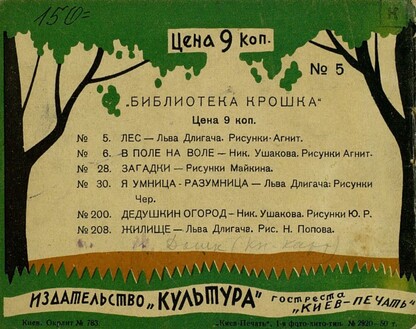 150=
Цена 9 коп.
№ 5
„БИБЛИОТЕКА КРОШКА“
Цена 9 коп.
№ 5. ЛЕС — Льва Длигача. Рисунки Агнит.
№ 6. В ПОЛЕ НА ВОЛЕ — Ник. Ушакова. Рисунки Агнит.
№ 28. ЗАГАДКИ — Рисунки Майкина.
№ 30. Я УМНИЦА - РАЗУМНИЦА — Льва Длигача: Рисунки
Чер.
№ 200. ДЕДУШКИН ОГОРОД — Ник. Ушакова. Рисунки Ю. Р.
№ 208. ЖИЛИЩЕ — Льва Длигача. Рис. Н. Попова.
ИЗДАТЕЛЬСТВО „КУЛЬТУРА“ ГОСТРЕСТА „КИЕВ-ПЕЧАТЬ“
Киев. Окрлит № 783. „Киев-Печать“, 1-я фото-лито-тип. № 2920—50 г.